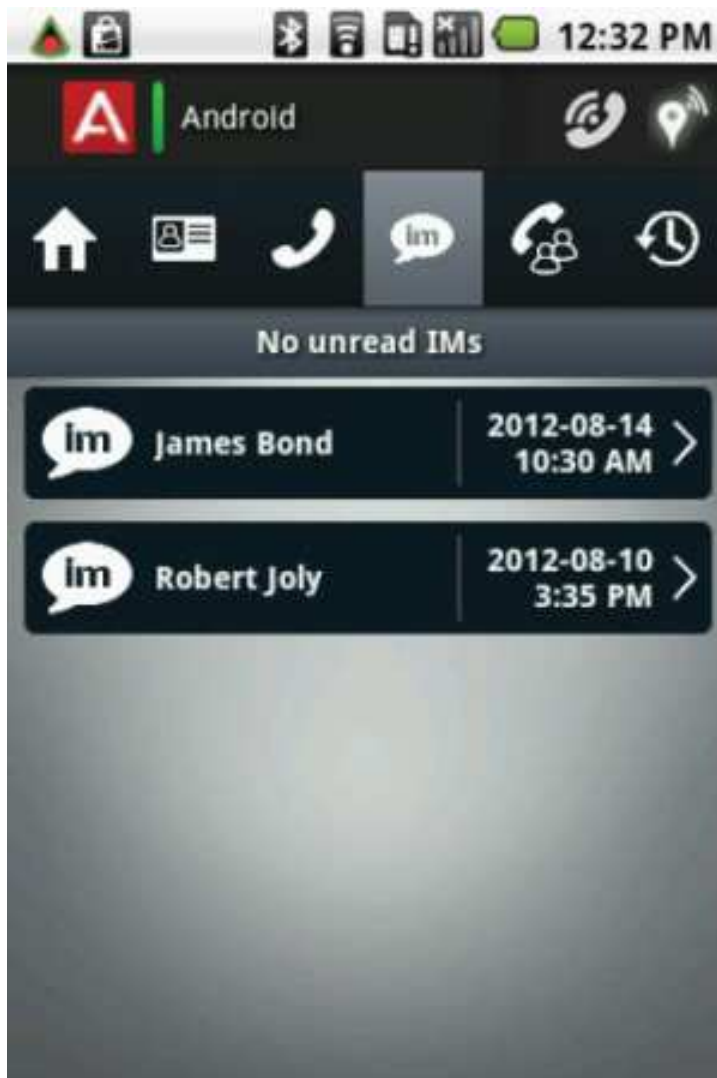 12:32 PM
Android
im
No unread IMs
im James Bond 2012-08-14
10:30 AM
im Robert Joly 2012-08-10
3:35 PM